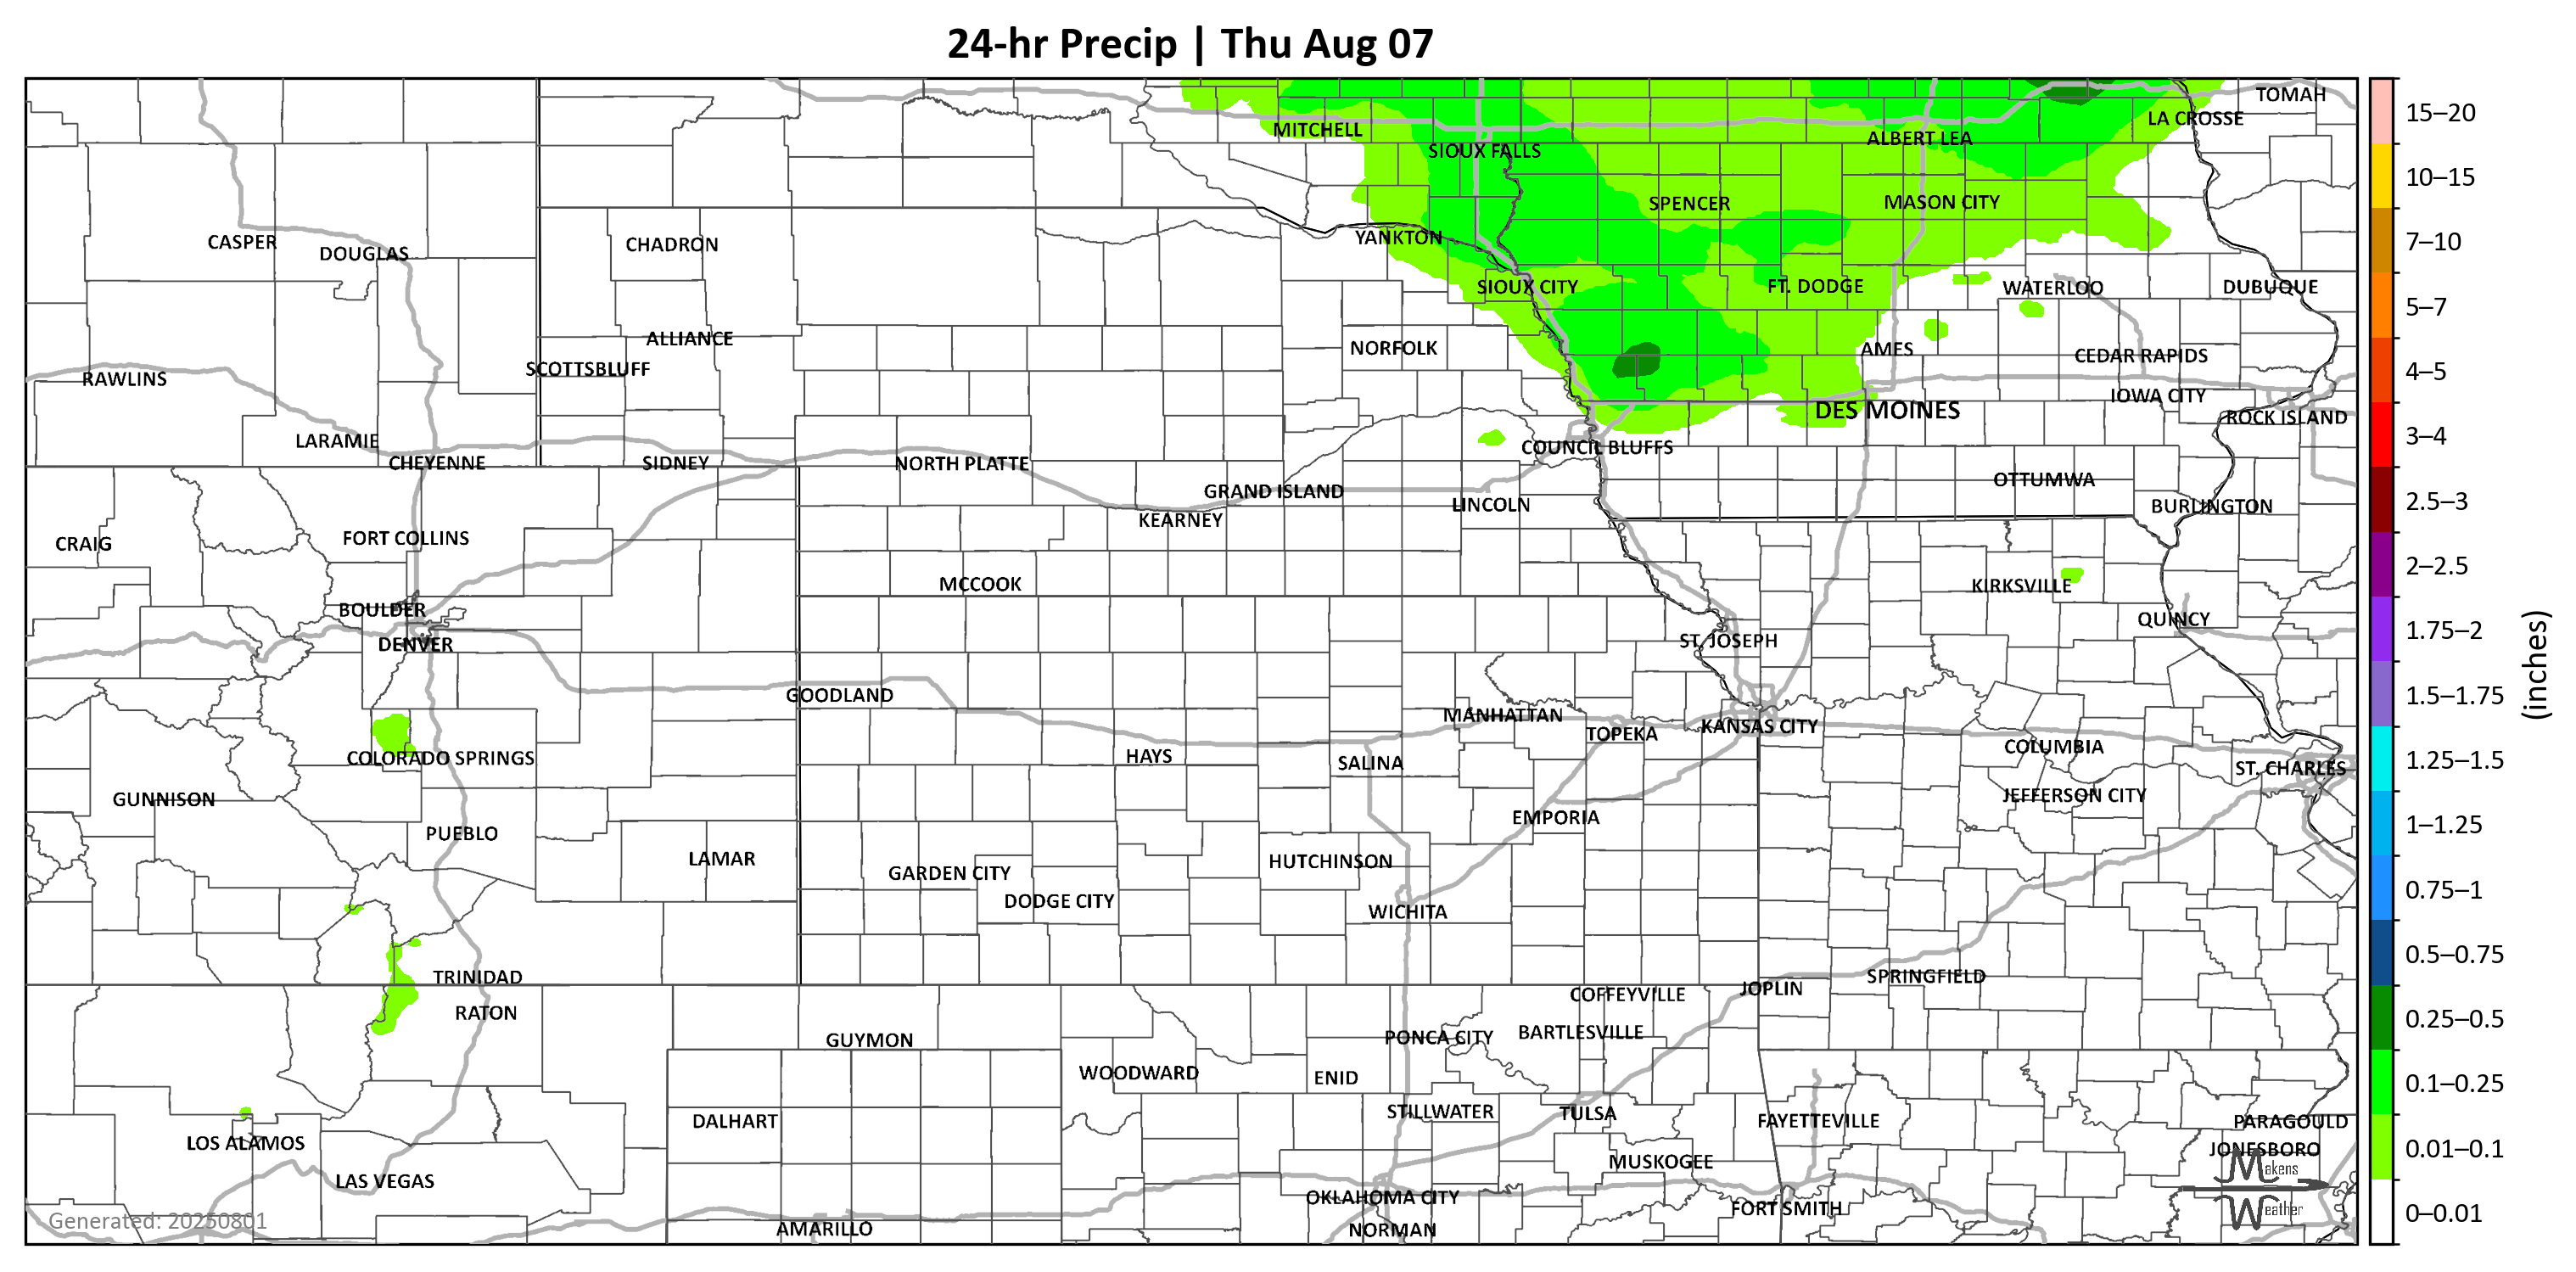 24-hr Precip | Thu Aug 07
TOMAH
LA CROSSE
MITCHELL
ALBERT LEA
SIOUX FALLS
SPENCER
MASON CITY
YANKTON
CASPER
CHADRON
DOUGLAS
SIOUX CITY
FT. DODGE
WATERLOO
DUBUQUE
ALLIANCE
NORFOLK
AMES
CEDAR RAPIDS
SCOTTSBLUFF
RAWLINS
IOWA CITY
DES MOINES
ROCK ISLAND
LARAMIE
COUNCIL BLUFFS
CHEYENNE
SIDNEY
NORTH PLATTE
OTTUMWA
GRAND ISLAND
LINCOLN
BURLINGTON
KEARNEY
FORT COLLINS
CRAIG
MCCOOK
KIRKSVILLE
BOULDER
QUINCY
DENVER
ST. JOSEPH
GOODLAND
MANHATTAN
KANSAS CITY
TOPEKA
COLUMBIA
COLORADO SPRINGS
HAYS
SALINA
ST. CHARLES
GUNNISON
JEFFERSON CITY
EMPORIA
PUEBLO
LAMAR
HUTCHINSON
GARDEN CITY
DODGE CITY
WICHITA
TRINIDAD
SPRINGFIELD
JOPLIN
COFFEYVILLE
RATON
BARTLESVILLE
PONCA CITY
GUYMON
WOODWARD
ENID
STILLWATER
TULSA
DALHART
FAYETTEVILLE
PARAGOULD
LOS ALAMOS
JONESBORO
MUSKOGEE
LAS VEGAS
OKLAHOMA CITY
FORT SMITH
AMARILLO
NORMAN
Generated: 20250801
Makens
Weather
15–20
10–15
7–10
5–7
4–5
3–4
2.5–3
2–2.5
1.75–2
1.5–1.75
1.25–1.5
1–1.25
0.75–1
0.5–0.75
0.25–0.5
0.1–0.25
0.01–0.1
0–0.01
(inches)